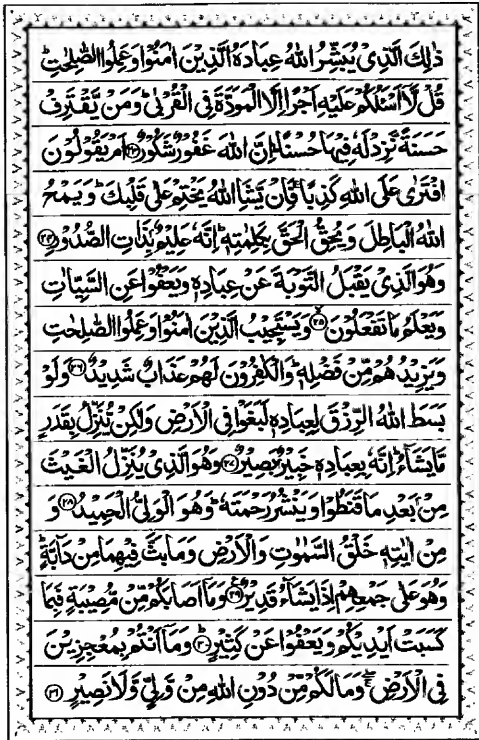 ذٰلِكَ الَّذِیْ یُبَشِّرُ اللّٰهُ عِبَادَهُ الَّذِیْنَ اٰمَنُوْا وَعَمِلُوا الصّٰلِحٰتِ ؕ
قُلْ لَّاۤ اَسْئَلُكُمْ عَلَیْهِ اَجْرًا اِلَّا الْمَوَدَّةَ فِی الْقُرْبٰی ؕ وَمَنْ یَّقْتَرِفْ
حَسَنَةً نَّزِدْ لَهٗ فِیْهَا حُسْنًا ؕ اِنَّ اللّٰهَ غَفُوْرٌ شَكُوْرٌ ﴿۲۳﴾ اَمْ یَقُوْلُوْنَ
افْتَرٰی عَلَی اللّٰهِ كَذِبًا ۚ فَاِنْ یَّشَاِ اللّٰهُ یَخْتِمْ عَلٰی قَلْبِكَ ؕ وَیَمْحُ
اللّٰهُ الْبَاطِلَ وَیُحِقُّ الْحَقَّ بِكَلِمٰتِهٖ ؕ اِنَّهٗ عَلِیْمٌۢ بِذَاتِ الصُّدُوْرِ ﴿۲۴﴾
وَهُوَ الَّذِیْ یَقْبَلُ التَّوْبَةَ عَنْ عِبَادِهٖ وَیَعْفُوْا عَنِ السَّیِّاٰتِ
وَیَعْلَمُ مَا تَفْعَلُوْنَ ﴿۲۵﴾ وَیَسْتَجِیْبُ الَّذِیْنَ اٰمَنُوْا وَعَمِلُوا الصّٰلِحٰتِ
وَیَزِیْدُهُمْ مِّنْ فَضْلِهٖ ؕ وَالْكٰفِرُوْنَ لَهُمْ عَذَابٌ شَدِیْدٌ ﴿۲۶﴾ وَلَوْ
بَسَطَ اللّٰهُ الرِّزْقَ لِعِبَادِهٖ لَبَغَوْا فِی الْاَرْضِ وَلٰكِنْ یُّنَزِّلُ بِقَدَرٍ
مَّا یَشَآءُ ؕ اِنَّهٗ بِعِبَادِهٖ خَبِیْرٌۢ بَصِیْرٌ ﴿۲۷﴾ وَهُوَ الَّذِیْ یُنَزِّلُ الْغَیْثَ
مِنْۢ بَعْدِ مَا قَنَطُوْا وَیَنْشُرُ رَحْمَتَهٗ ؕ وَهُوَ الْوَلِیُّ الْحَمِیْدُ ﴿۲۸﴾ وَ
مِنْ اٰیٰتِهٖ خَلْقُ السَّمٰوٰتِ وَالْاَرْضِ وَمَا بَثَّ فِیْهِمَا مِنْ دَآبَّةٍ ؕ
وَهُوَ عَلٰی جَمْعِهِمْ اِذَا یَشَآءُ قَدِیْرٌ ﴿۲۹﴾ وَمَاۤ اَصَابَكُمْ مِّنْ مُّصِیْبَةٍ فَبِمَا
كَسَبَتْ اَیْدِیْكُمْ وَیَعْفُوْا عَنْ كَثِیْرٍ ﴿۳۰﴾ وَمَاۤ اَنْتُمْ بِمُعْجِزِیْنَ
فِی الْاَرْضِ ۖۚ وَمَا لَكُمْ مِّنْ دُوْنِ اللّٰهِ مِنْ وَّلِیٍّ وَّلَا نَصِیْرٍ ﴿۳۱﴾